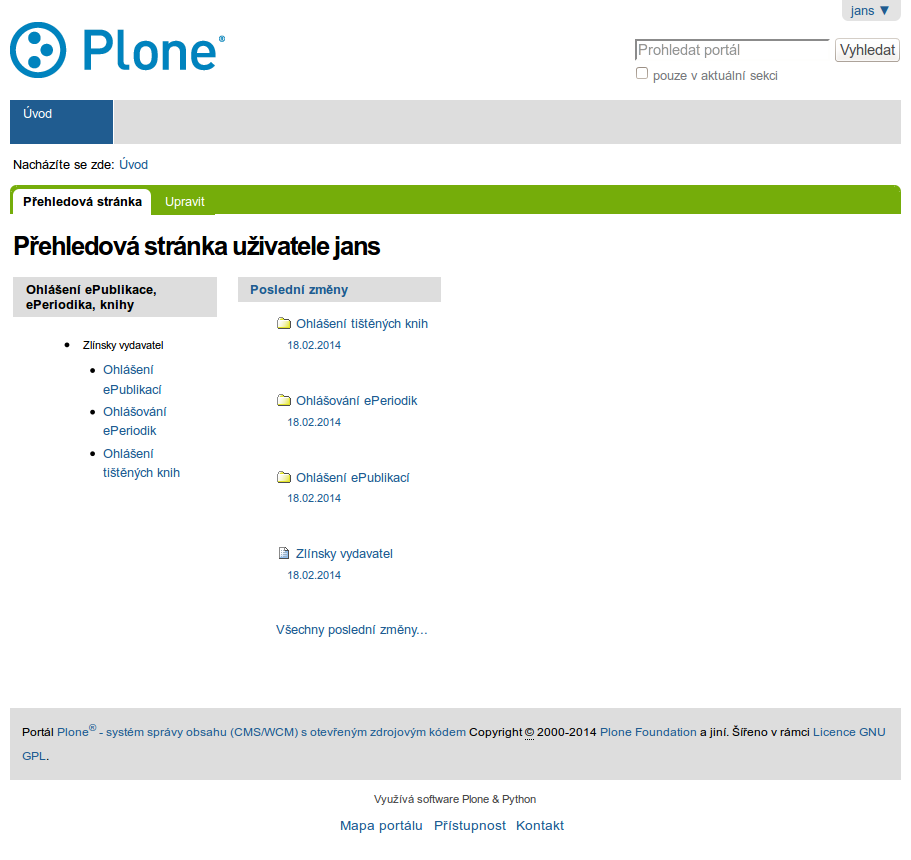 jans ▼
Plone®
Prohledat portál
Vyhledat
pouze v aktuální sekci
Úvod
Nacházíte se zde: Úvod
Přehledová stránka
Upravit
Přehledová stránka uživatele jans
Ohlášení ePublikace,
ePeriodika, knihy
Zlínsky vydavatel
Ohlášení
ePublikací
Ohlášování
ePeriodik
Ohlášení
tištěných knih
Poslední změny
Ohlášení tištěných knih
18.02.2014
Ohlášování ePeriodik
18.02.2014
Ohlášení ePublikací
18.02.2014
Zlínsky vydavatel
18.02.2014
Všechny poslední změny...
Portál Plone® - systém správy obsahu (CMS/WCM) s otevřeným zdrojovým kódem Copyright © 2000-2014 Plone Foundation a jiní. Šířeno v rámci Licence GNU
GPL.
Využívá software Plone & Python
Mapa portálu Přístupnost Kontakt